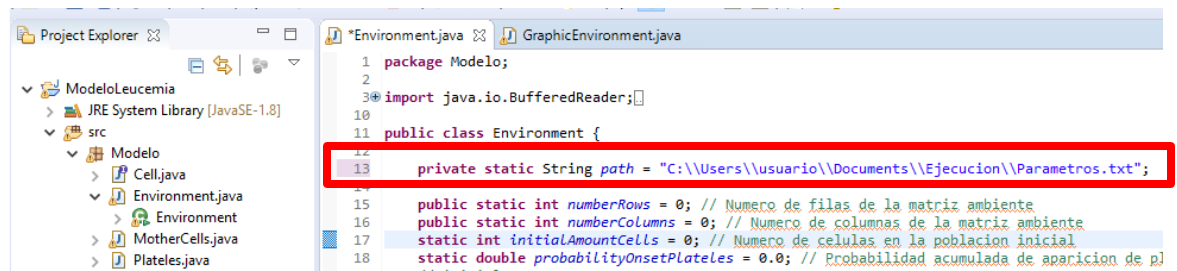 Project Explorer
ModeloLeucemia
JRE System Library [JavaSE-1.8]
src
Modelo
Cell.java
Environment.java
Environment
MotherCells.java
Plateles.java
*Environment.java
GraphicEnvironment.java
1 package Modelo;
2
3 import java.io.BufferedReader;
10
11 public class Environment {
12
13 private static String path = "C:\\Users\\usuario\\Documents\\Ejecucion\\Parametros.txt";
14
15 public static int numberRows = 0; // Numero de filas de la matriz ambiente
16 public static int numberColumns = 0; // Numero de columnas de la matriz ambiente
17 static int initialAmountCells = 0; // Numero de celulas en la poblacion inicial
18 static double probabilityOnsetPlateles = 0.0; // Probabilidad acumulada de aparicion de pl